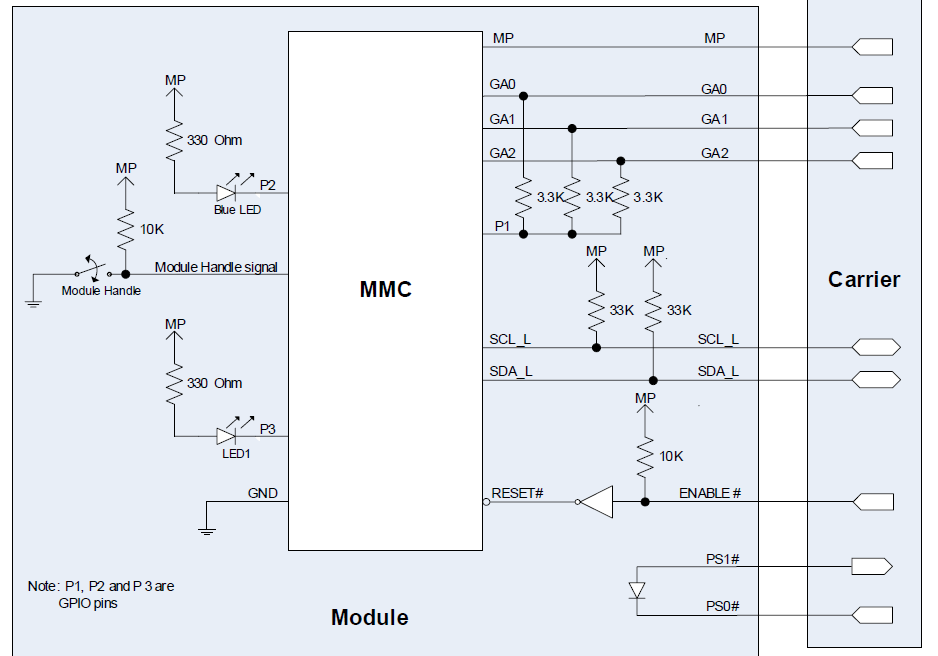 MP MP
MP
GA0 GA0
GA1 GA1
330 Ohm
GA2 GA2
MP
P2
3.3K 3.3K 3.3K
Blue LED
10K
P1
MP MP
Module Handle signal
Module Handle
MMC
Carrier
33K 33K
MP
SCL_L SCL_L
SDA_L SDA_L
330 Ohm
MP
P3
LED1
10K
GND
RESET# ENABLE #
PS1#
Note: P1, P2 and P 3 are
GPIO pins
PS0#
Module